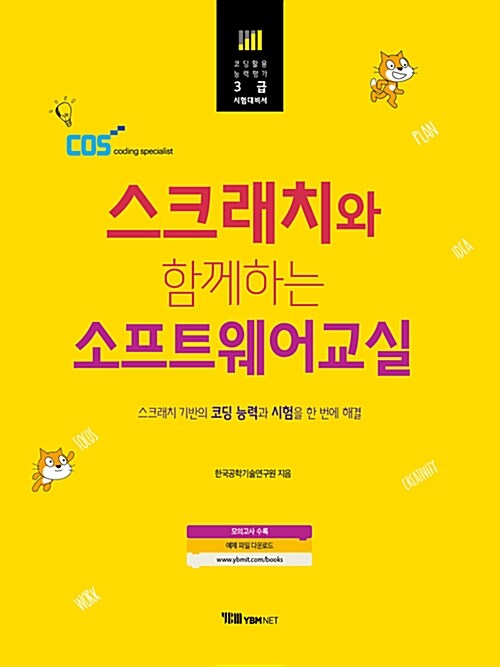 코딩활용
능력평가
3 급
시험대비서
COS coding specialist
PLAN
스크래치와
IDEA
함께하는
소프트웨어교실
스크래치 기반의 코딩 능력과 시험을 한 번에 해결
FOCUS
한국공학기술연구원 지음
CREATIVITY
모의고사 수록
예제 파일 다운로드
www.ybmit.com/books
WORK
YBM YBM NET